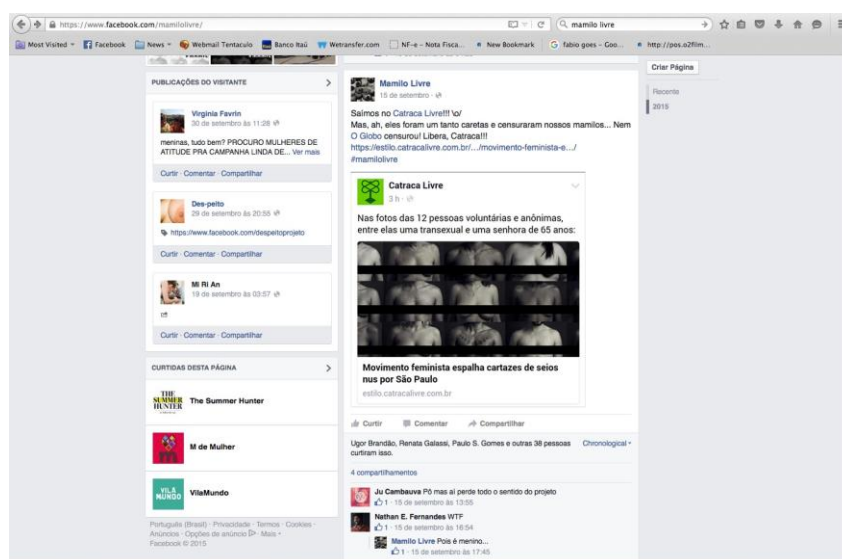 https://www.facebook.com/mamilolivre/
mamilo livre
Most Visited
Facebook
News
Webmail Tentaculo
Banco Itaú
Wetransfer.com
NF-e - Nota Fisca...
New Bookmark
fabio goes - Goo...
http://pos.o2film...
PUBLICAÇÕES DO VISITANTE
Virginia Favrin
30 de setembro às 11:28
meninas, tudo bem? PROCURO MULHERES DE
ATITUDE PRA CAMPANHA LINDA DE... Ver mais
Curtir · Comentar · Compartilhar
Des-peito
29 de setembro às 20:55
https://www.facebook.com/despeitoprojeto
Curtir · Comentar · Compartilhar
Mi Ri An
19 de setembro às 03:57
Curtir · Comentar · Compartilhar
CURTIDAS DESTA PÁGINA
THE
SUMMER
HUNTER
The Summer Hunter
M de Mulher
VILA
MUNDO
VilaMundo
Português (Brasil) · Privacidade · Termos · Cookies ·
Anúncios · Opções de anúncio · Mais
Facebook © 2015
Mamilo Livre
15 de setembro
Saimos no Catraca Livre!!! \o/
Mas, ah, eles foram um tanto caretas e censuraram nossos mamilos... Nem
O Globo censurou! Libera, Catraca!!!
https://estilo.catracalivre.com.br/.../movimento-feminista-e.../
#mamilolivre
Catraca Livre
3 h
Nas fotos das 12 pessoas voluntárias e anônimas,
entre elas uma transexual e uma senhora de 65 anos:
Movimento feminista espalha cartazes de seios
nus por São Paulo
estilo.catracalivre.com.br
Curtir Comentar Compartilhar
Ugor Brandão, Renata Galassi, Paulo S. Gomes e outras 38 pessoas
curtiram isso.
Chronological
4 compartilhamentos
Ju Cambauva Pô mas aí perde todo o sentido do projeto
1 · 15 de setembro às 13:55
Nathan E. Fernandes WTF
1 · 15 de setembro às 16:54
Mamilo Livre Pois é menino...
1 · 15 de setembro às 17:45
Criar Página
Recente
2015